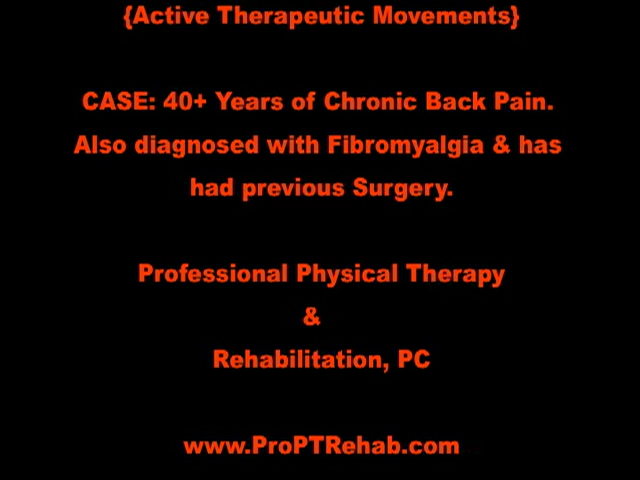 {Active Therapeutic Movements}
CASE: 40+ Years of Chronic Back Pain.
Also diagnosed with Fibromyalgia & has
had previous Surgery.
Professional Physical Therapy
&
Rehabilitation, PC
www.ProPTRehab.com